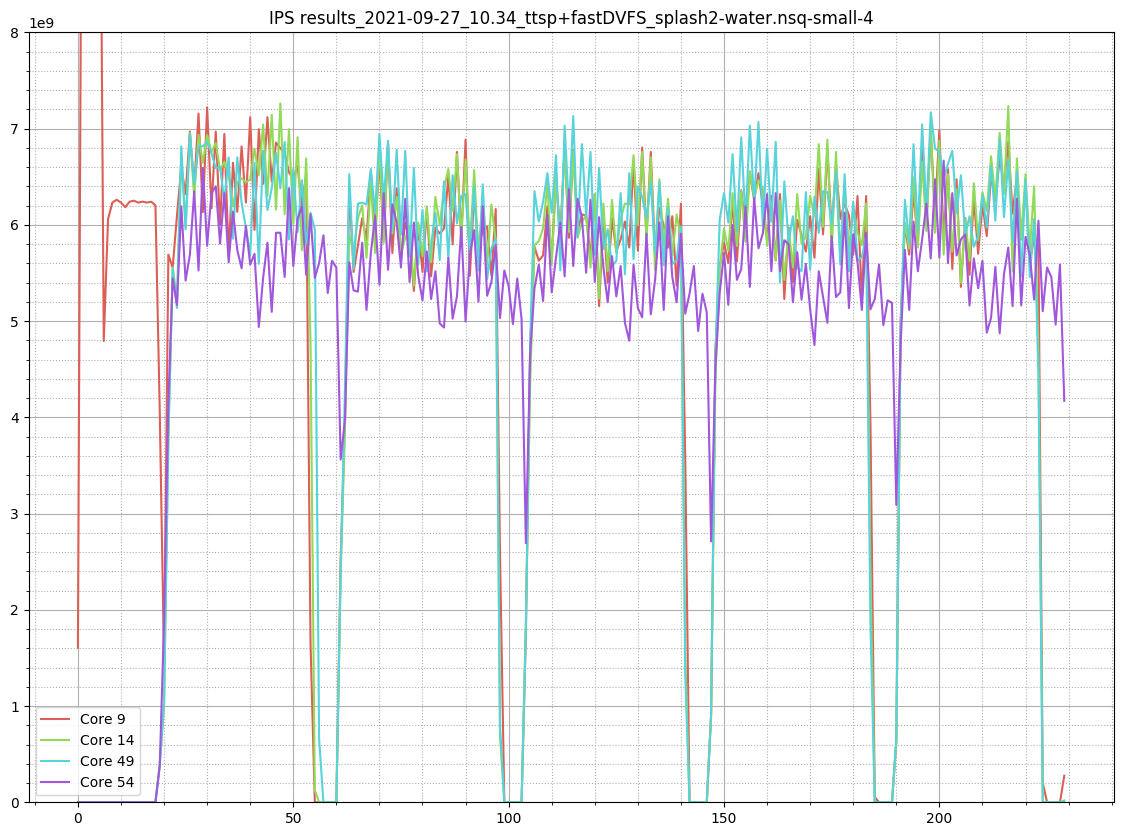 IPS results_2021-09-27_10.34_ttsp+fastDVFS_splash2-water.nsq-small-4
1e9
8
7
6
5
4
3
2
1
0
Core 9
Core 14
Core 49
Core 54
0 50 100 150 200